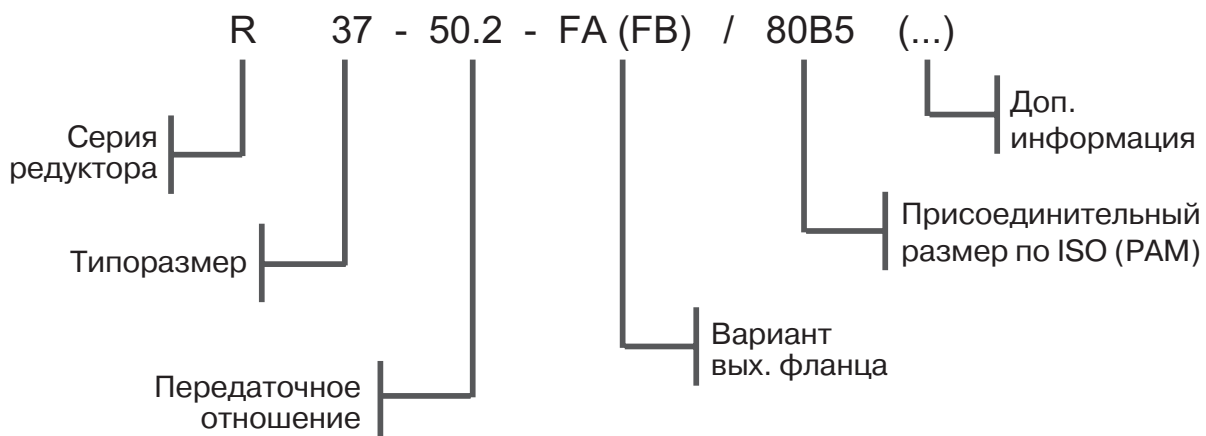 R 37 - 50.2 - FA (FB) / 80B5 (...)
Доп.
информация
Серия
редуктора
Присоединительный
размер по ISO (PAM)
Типоразмер
Вариант
вых. фланца
Передаточное
отношение